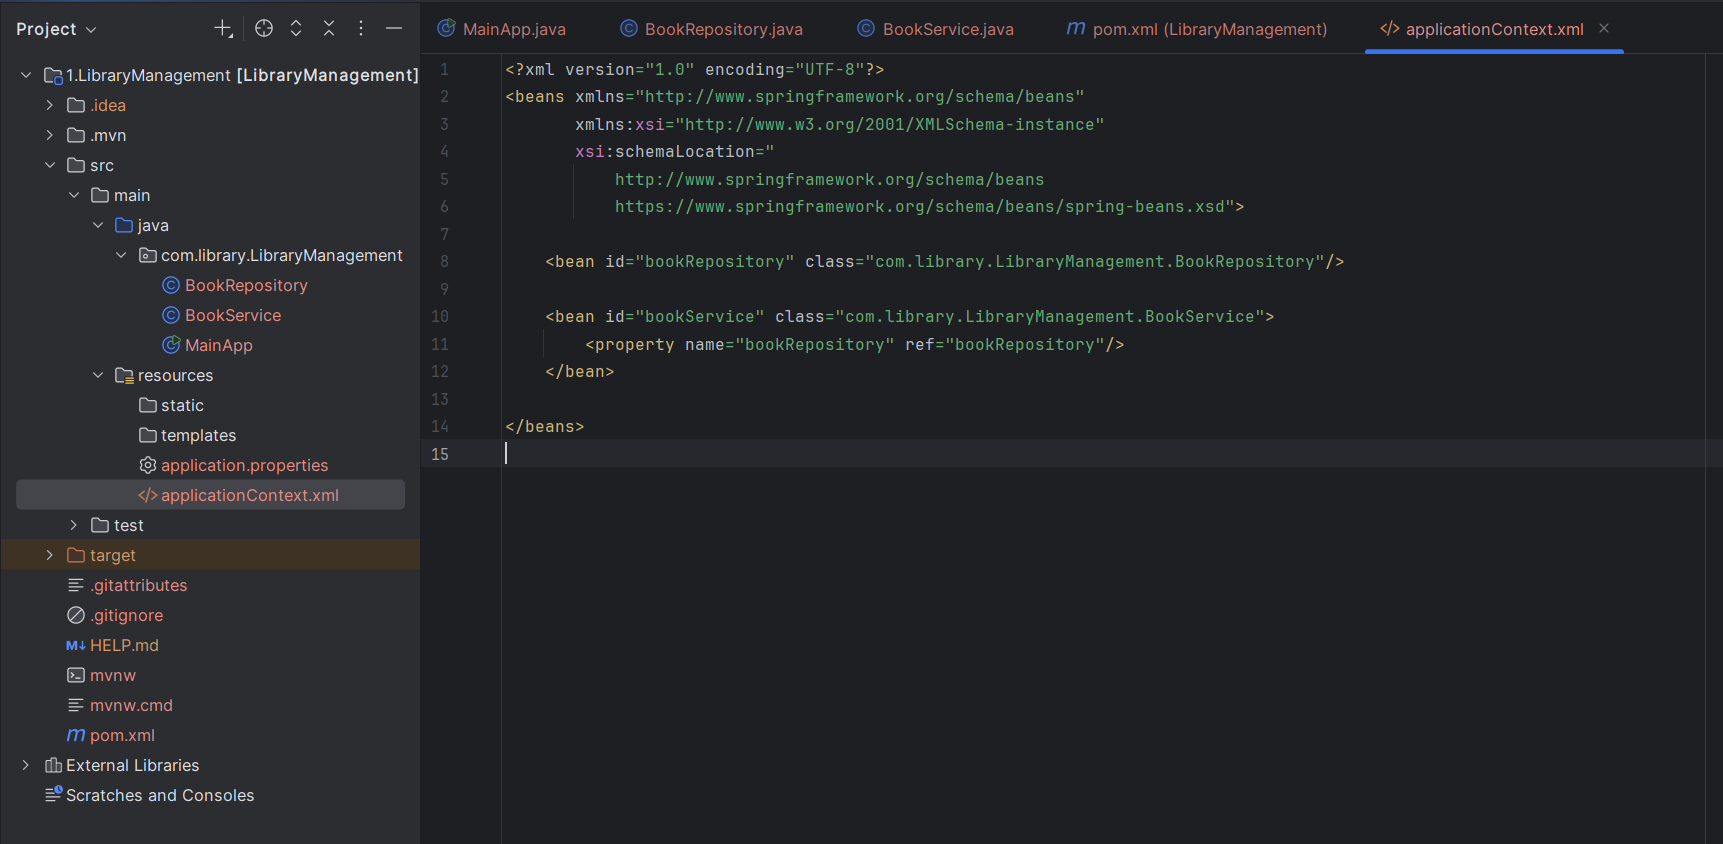 Project
1.LibraryManagement [LibraryManagement]
.idea
.mvn
src
main
java
com.library.LibraryManagement
BookRepository
BookService
MainApp
resources
static
templates
application.properties
applicationContext.xml
test
target
.gitattributes
.gitignore
HELP.md
mvnw
mvnw.cmd
pom.xml
External Libraries
Scratches and Consoles
MainApp.java BookRepository.java BookService.java pom.xml (LibraryManagement) applicationContext.xml
1 <?xml version="1.0" encoding="UTF-8"?>
2 <beans xmlns="http://www.springframework.org/schema/beans"
3 xmlns:xsi="http://www.w3.org/2001/XMLSchema-instance"
4 xsi:schemaLocation="
5 http://www.springframework.org/schema/beans
6 https://www.springframework.org/schema/beans/spring-beans.xsd">
7
8 <bean id="bookRepository" class="com.library.LibraryManagement.BookRepository"/>
9
10 <bean id="bookService" class="com.library.LibraryManagement.BookService">
11 <property name="bookRepository" ref="bookRepository"/>
12 </bean>
13
14 </beans>
15